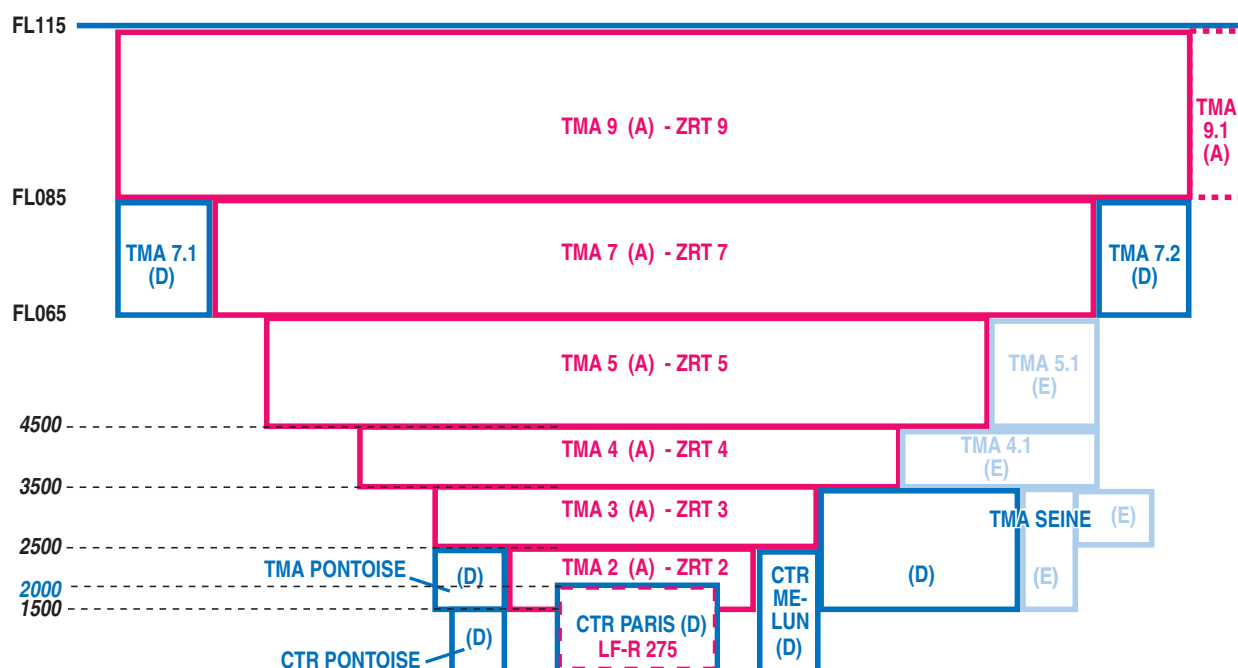 FL115
TMA 9 (A) - ZRT 9
TMA
9.1
(A)
FL085
TMA 7.1
(D)
TMA 7 (A) - ZRT 7
TMA 7.2
(D)
FL065
TMA 5 (A) - ZRT 5
TMA 5.1
(E)
4500
TMA 4 (A) - ZRT 4
TMA 4.1
(E)
3500
TMA 3 (A) - ZRT 3
TMA SEINE
(E)
2500
TMA PONTOISE
(D)
TMA 2 (A) - ZRT 2
CTR
ME-
LUN
(D)
(D)
(E)
2000
1500
CTR PONTOISE
(D)
CTR PARIS (D)
LF-R 275